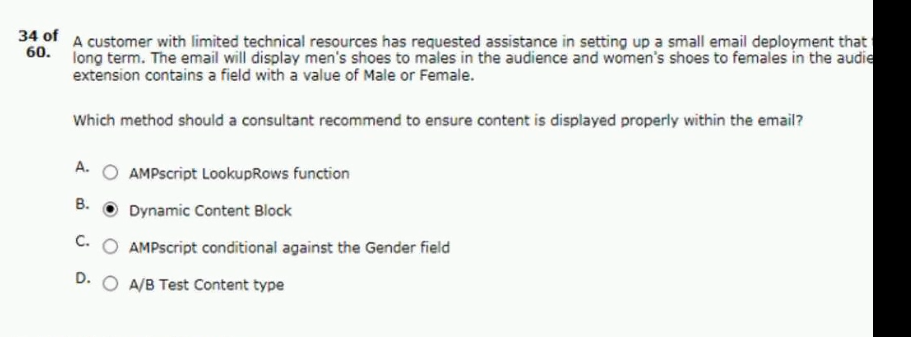 34 of
60.
A customer with limited technical resources has requested assistance in setting up a small email deployment that
long term. The email will display men's shoes to males in the audience and women's shoes to females in the
extension contains a field with a value of Male or Female.
Which method should a consultant recommend to ensure content is displayed properly within the email?
A. AMPscript LookupRows function
B. Dynamic Content Block
C. AMPscript conditional against the Gender field
D. A/B Test Content type